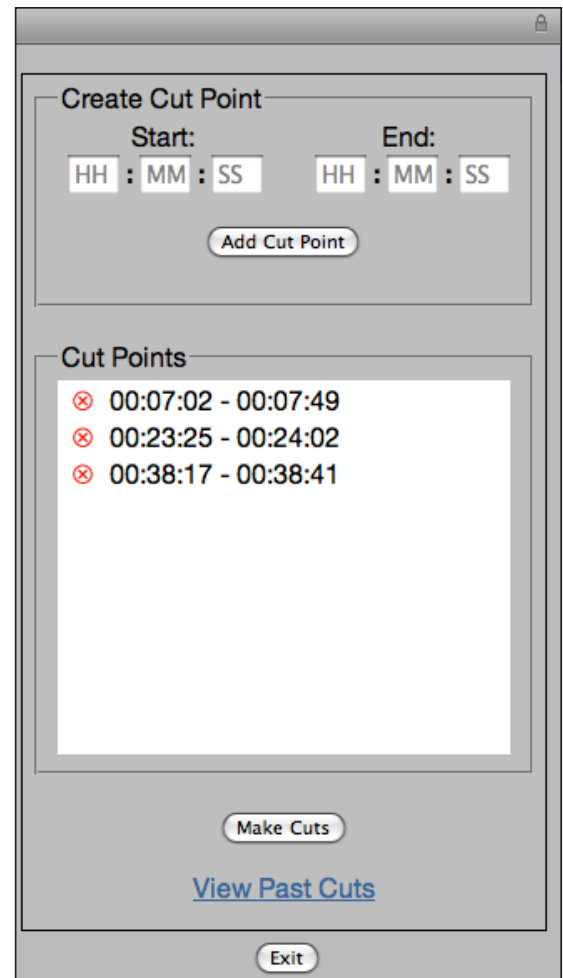 Create Cut Point
Start: End:
HH : MM : SS HH : MM : SS
Add Cut Point
Cut Points
00:07:02 - 00:07:49
00:23:25 - 00:24:02
00:38:17 - 00:38:41
Make Cuts
View Past Cuts
Exit